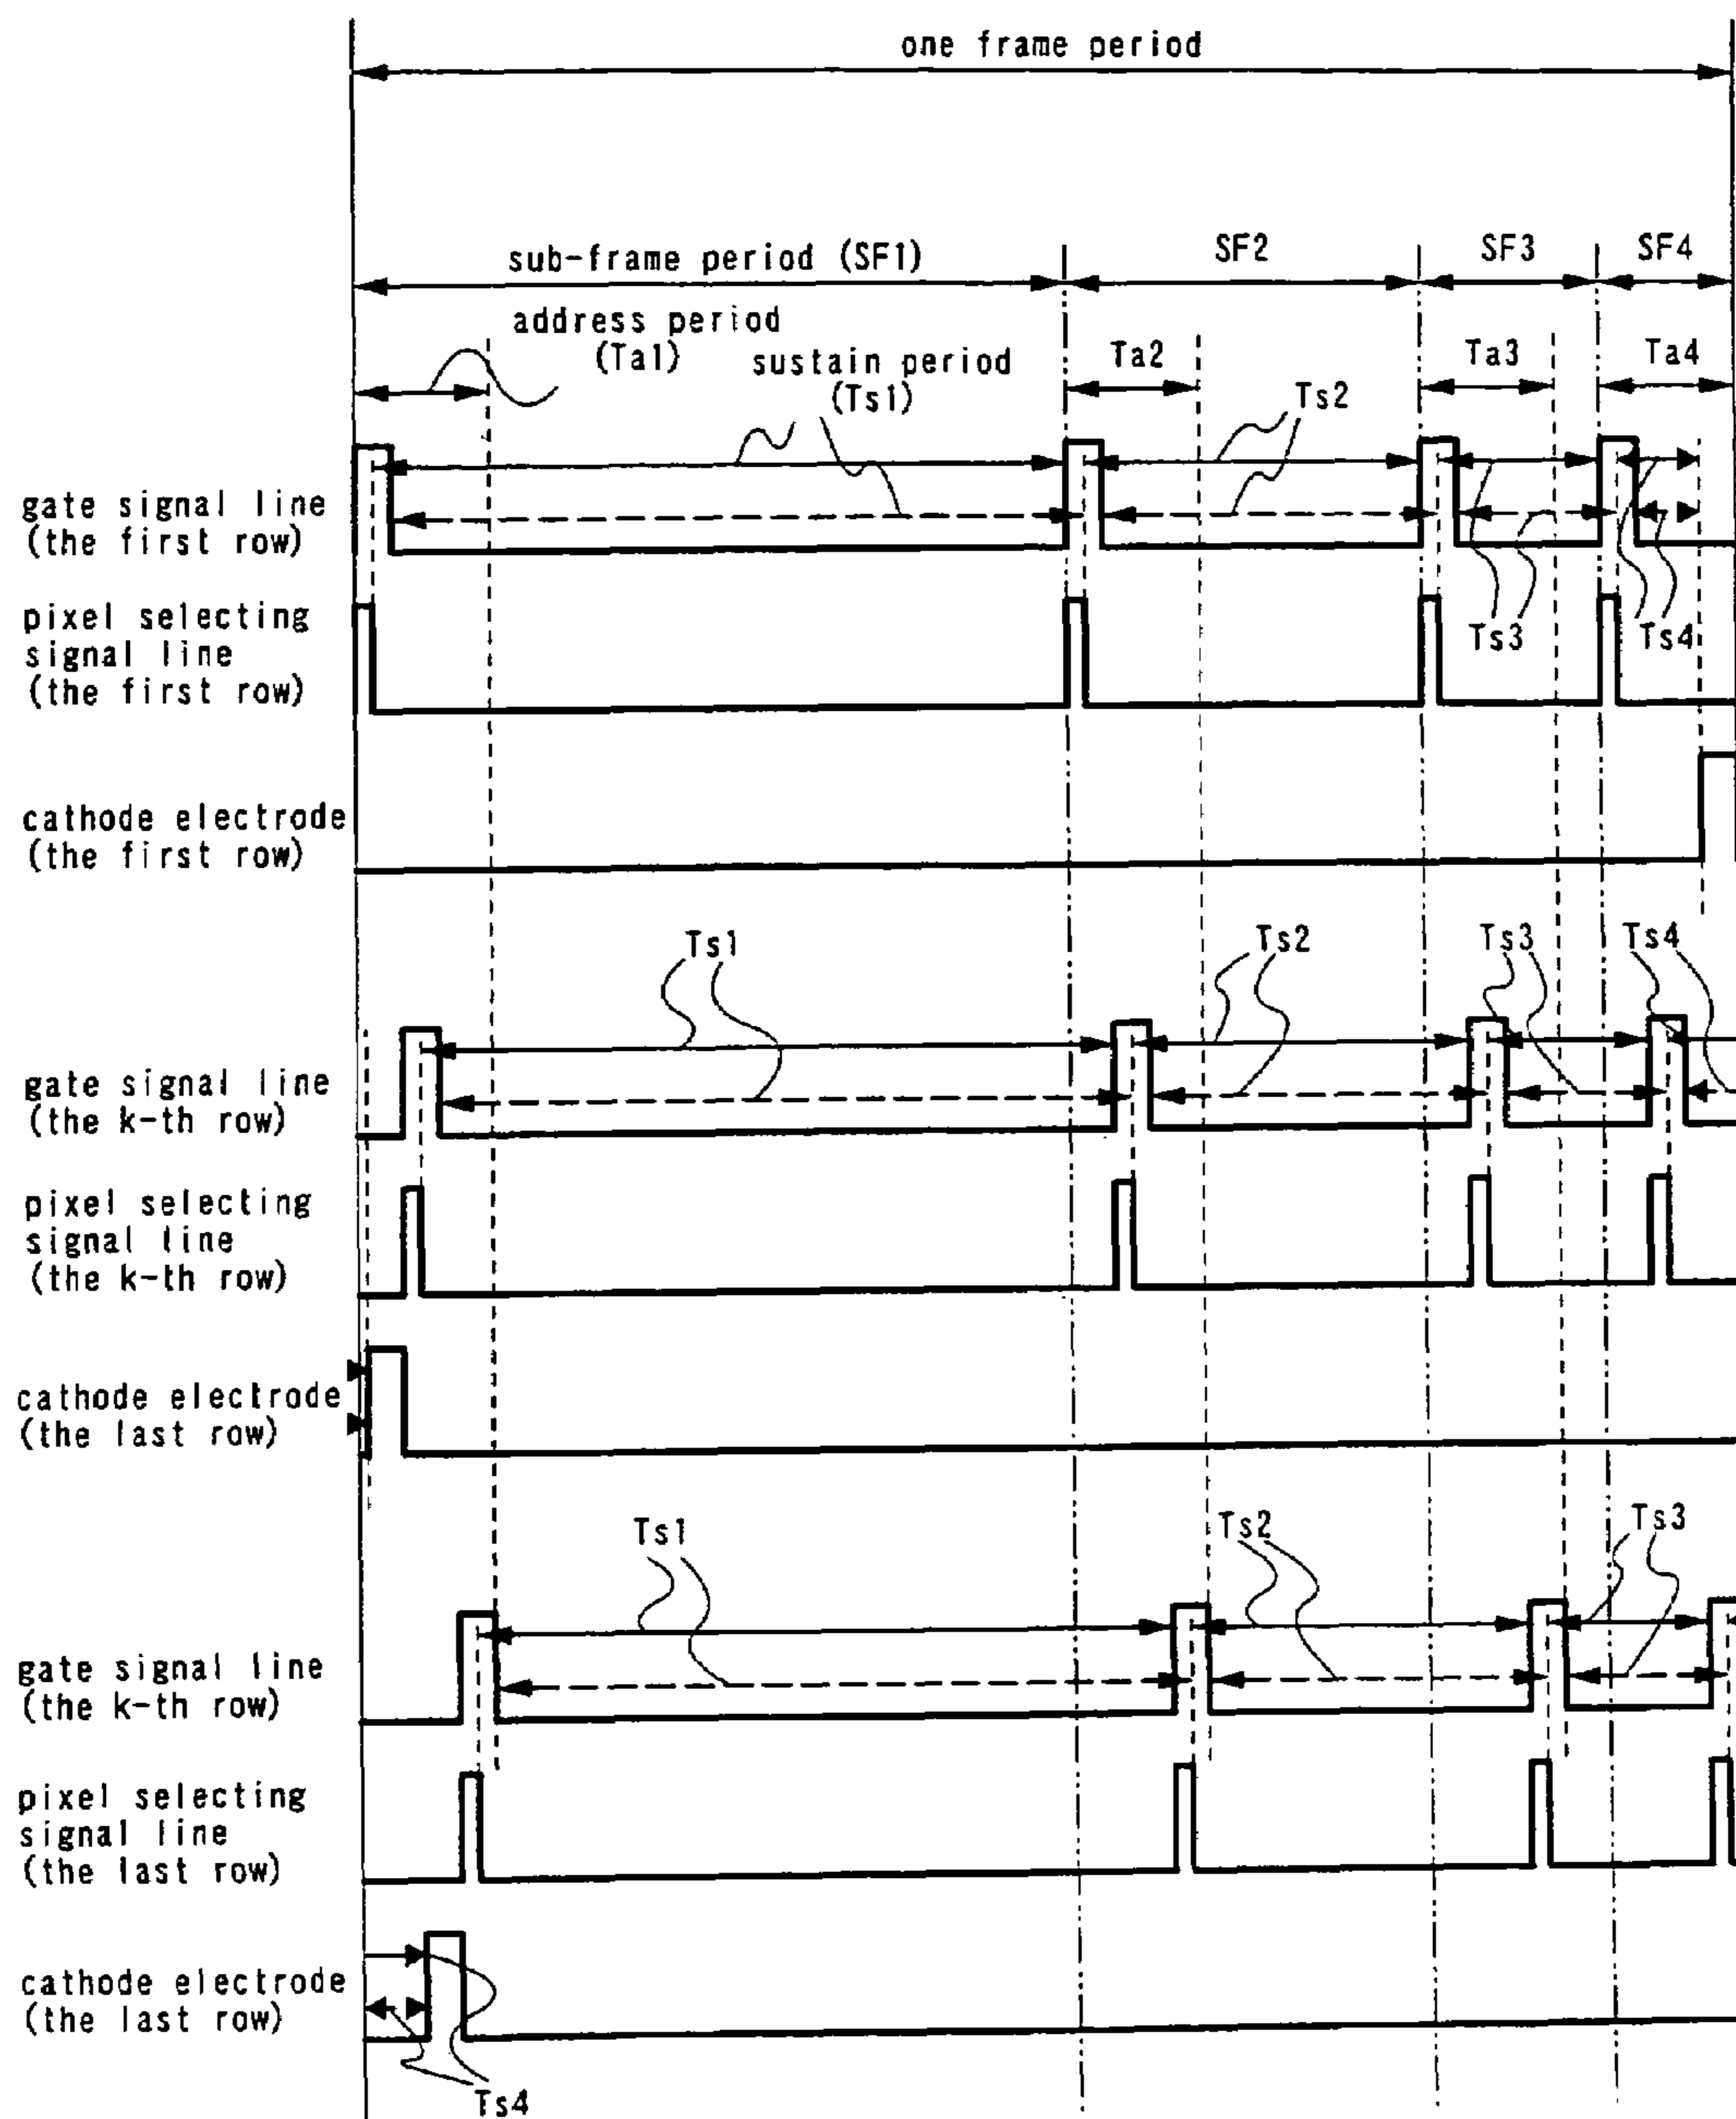 one frame period
sub-frame period (SF1)
SF2
SF3
SF4
address period
(Ta1)
sustain period
(Ts1)
Ta2
Ts2
Ta3
Ta4
gate signal line
(the first row)
Ts3
Ts4
pixel selecting
signal line
(the first row)
cathode electrode
(the first row)
Ts1
Ts2
Ts3
Ts4
gate signal line
(the k-th row)
pixel selecting
signal line
(the k-th row)
cathode electrode
(the last row)
Ts1
Ts2
Ts3
gate signal line
(the k-th row)
pixel selecting
signal line
(the last row)
cathode electrode
(the last row)
Ts4